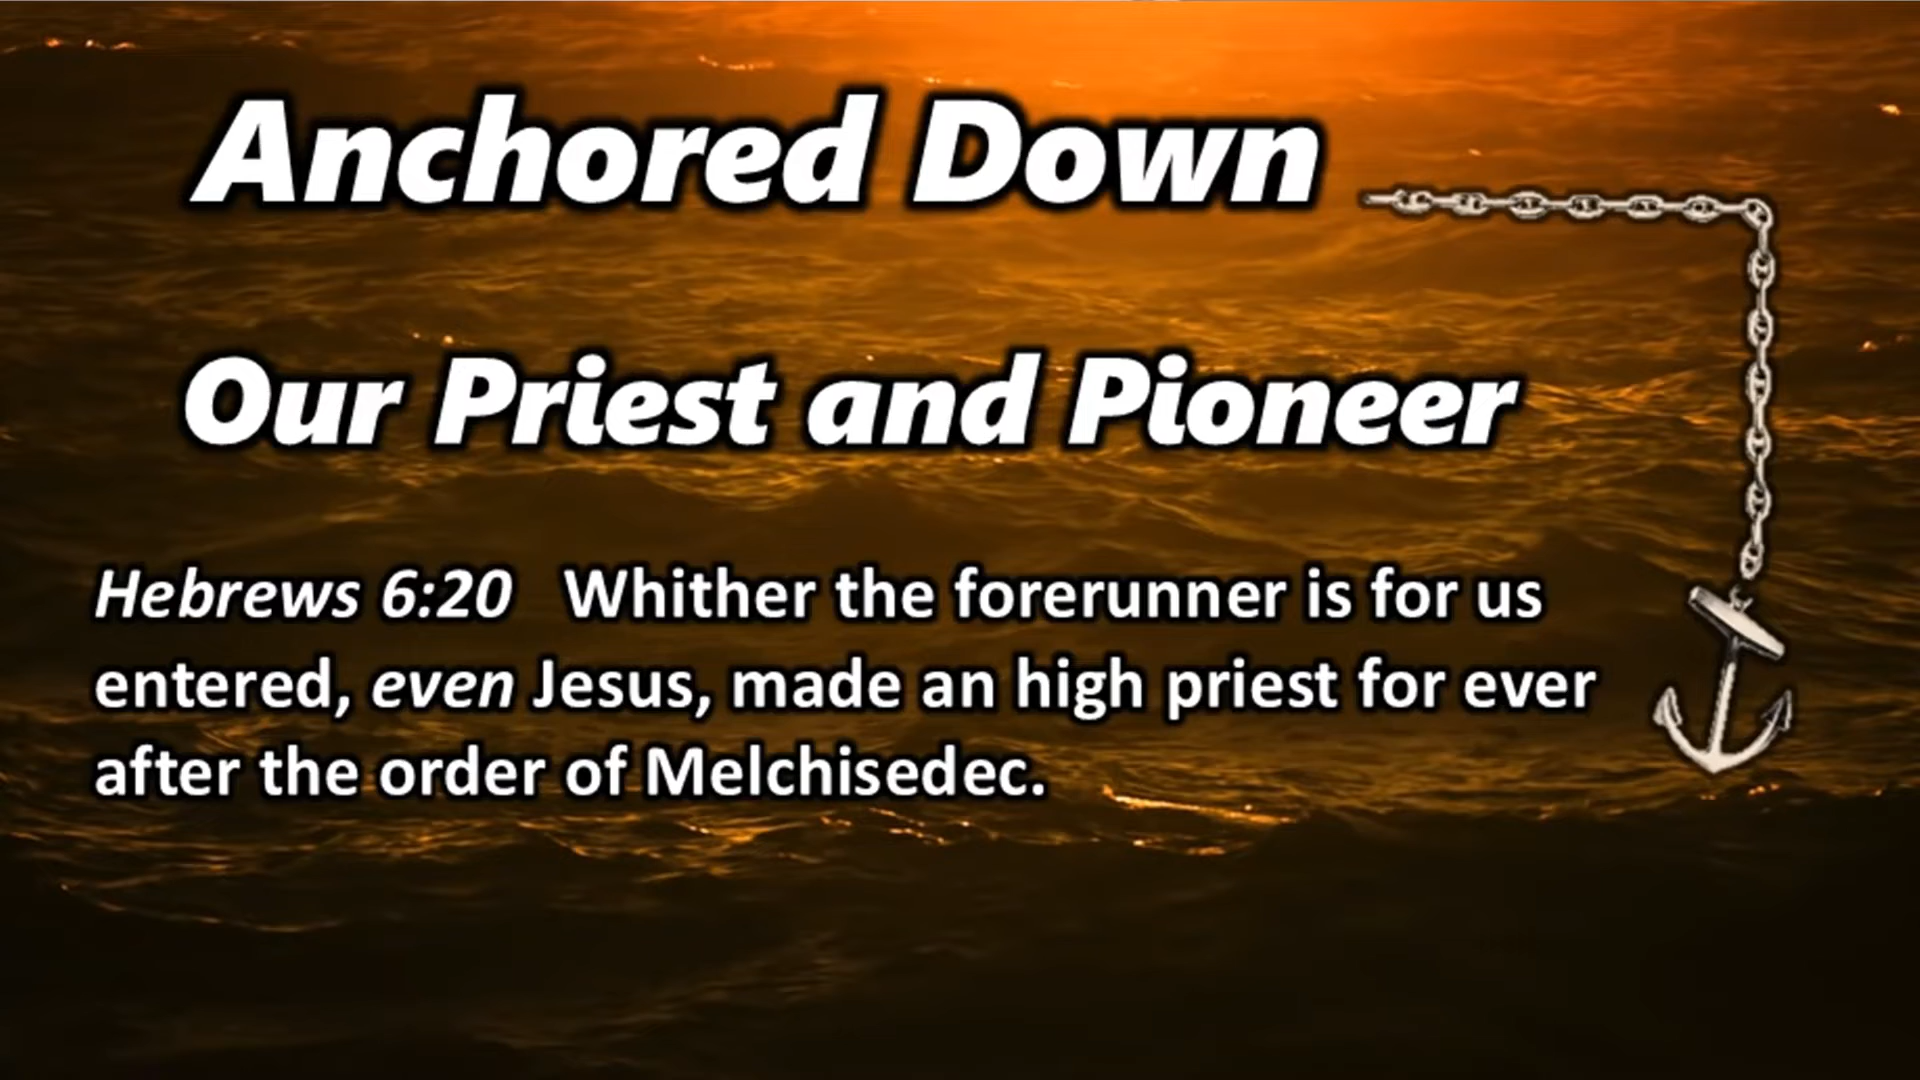 Anchored Down
Our Priest and Pioneer
Hebrews 6:20 Whither the forerunner is for us
entered, even Jesus, made an high priest for ever
after the order of Melchisedec.